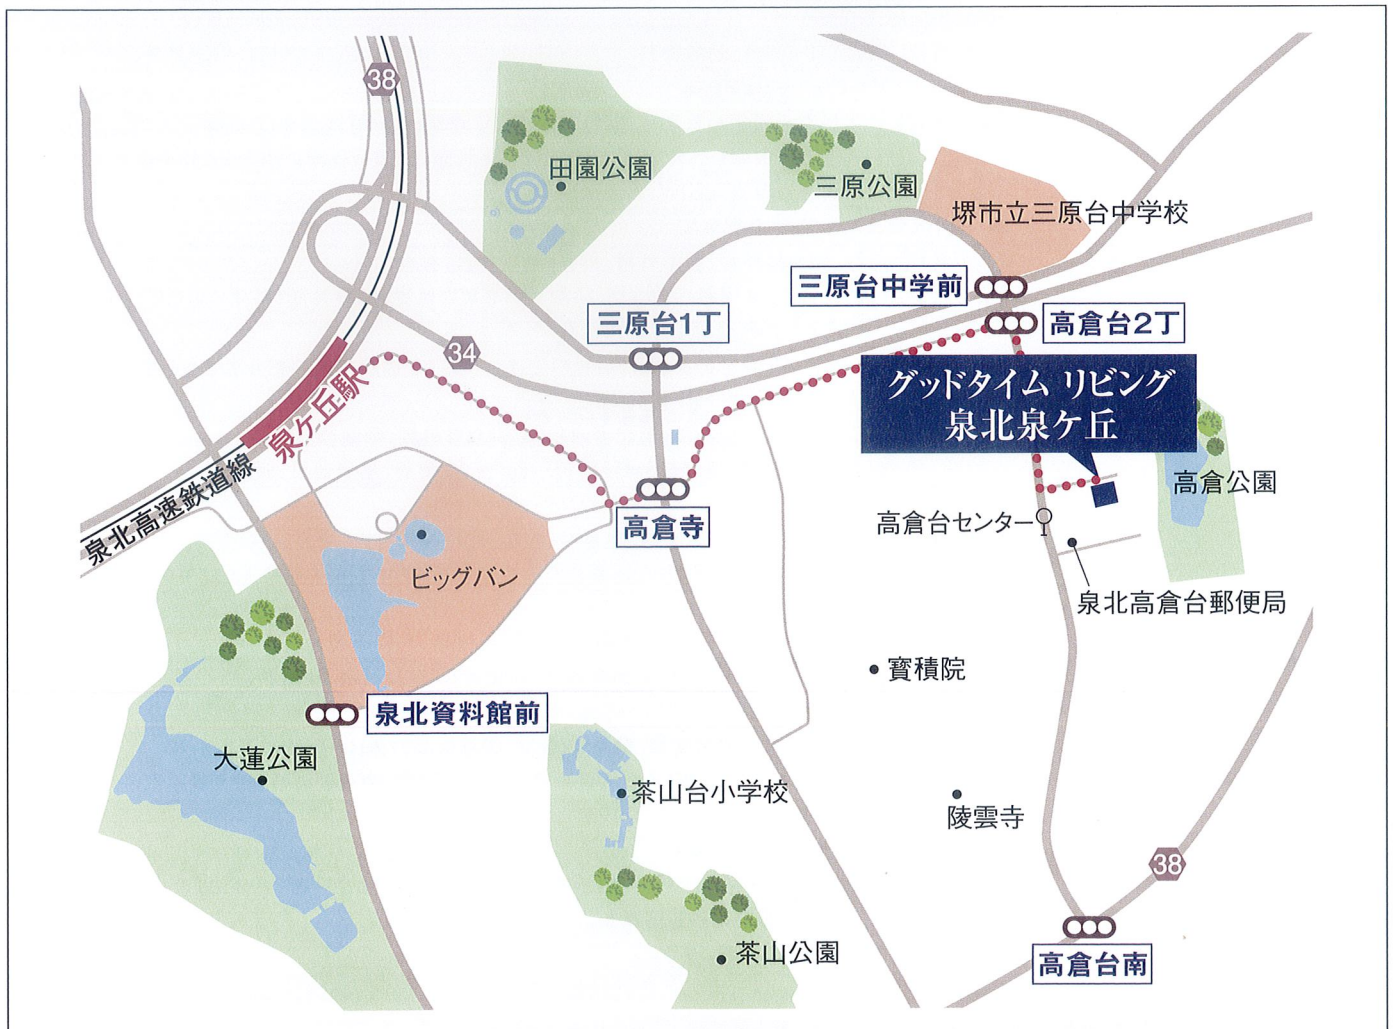 38
田園公園
三原公園
堺市立三原台中学校
三原台中学前
三原台1丁
高倉台2丁
34
グッドタイム リビング
泉北泉ケ丘
泉ヶ丘駅
泉北高速鉄道線
高倉公園
高倉寺
高倉台センター
ビッグバン
泉北高倉台郵便局
寳積院
泉北資料館前
大蓮公園
茶山台小学校
陵雲寺
38
茶山公園
高倉台南